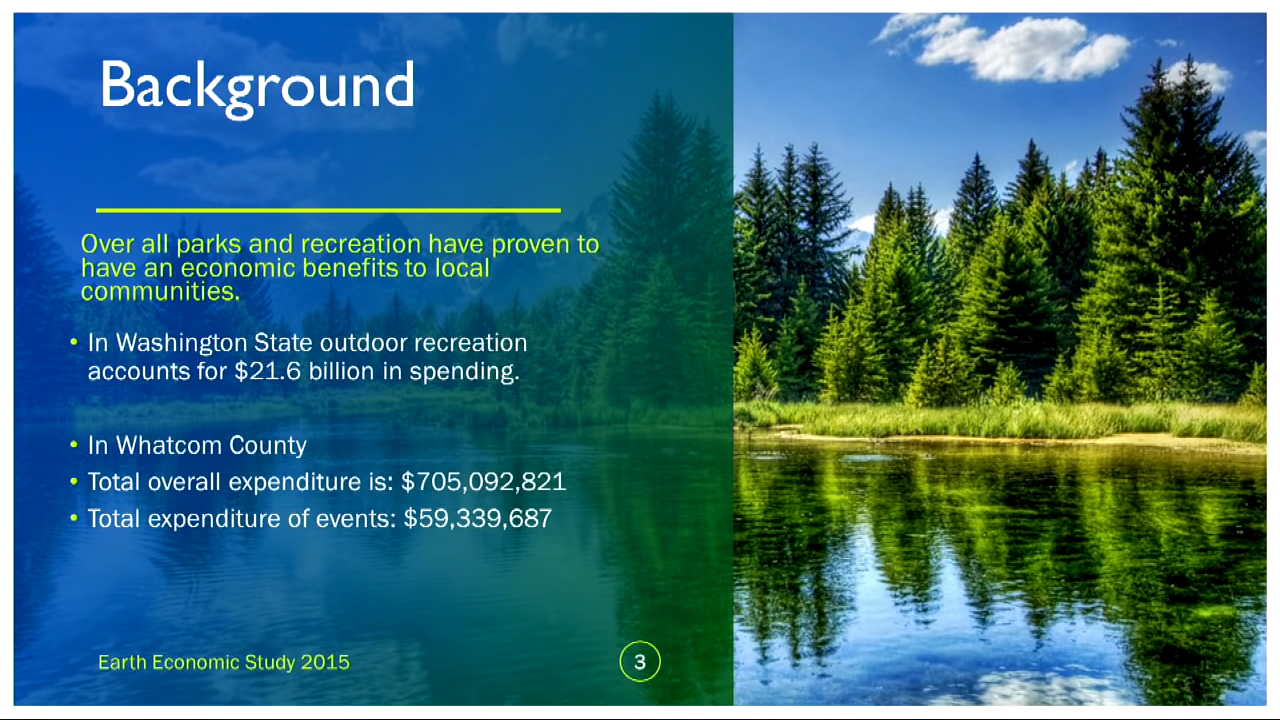 Background
Over all parks and recreation have proven to
have an economic benefits to local
communities.
• In Washington State outdoor recreation
accounts for $21.6 billion in spending.
• In Whatcom County
• Total overall expenditure is: $705,092,821
• Total expenditure of events: $59,339,687
Earth Economic Study 2015
3